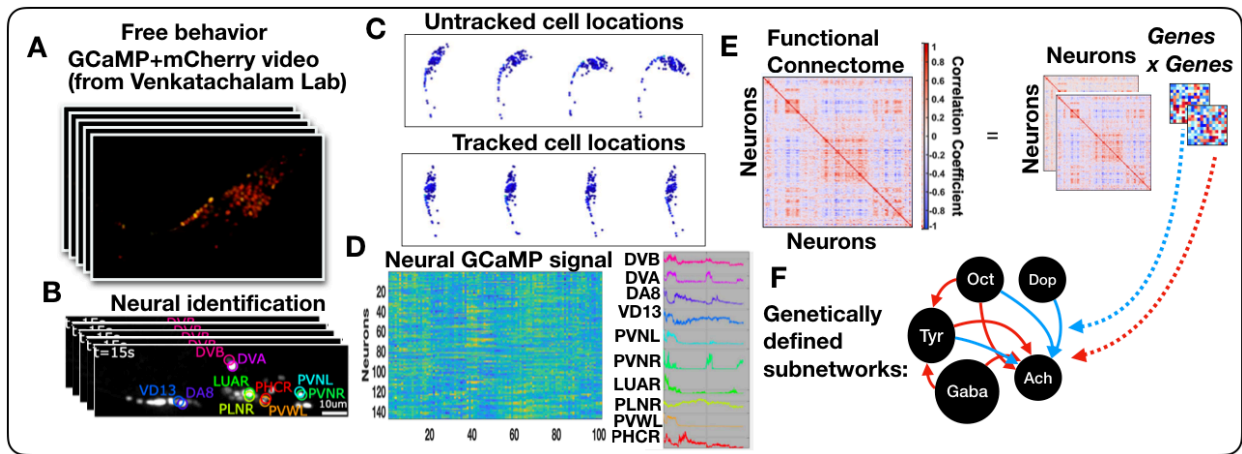 A
Free behavior
GCaMP+mCherry video
(from Venkatachalam Lab)
B
Neural identification
t=15s
DVB
DVB
DVB
DVB
DVA
VD13
DA8
LUAR
PHCR
PVNL
PVNR
PLNR
PVWL
10um
C
Untracked cell locations
Tracked cell locations
D
Neural GCaMP signal
Neurons
20
40
60
80
100
120
140
20
40
60
80
100
DVB
DVA
DA8
VD13
PVNL
PVNR
LUAR
PLNR
PVWL
PHCR
E
Functional
Connectome
Neurons
Neurons
1
0.8
0.6
0.4
0.2
0
-0.2
-0.4
-0.6
-0.8
-1
Correlation Coefficient
=
Neurons
Neurons
Genes
x Genes
F
Genetically
defined
subnetworks:
Oct
Dop
Tyr
Gaba
Ach